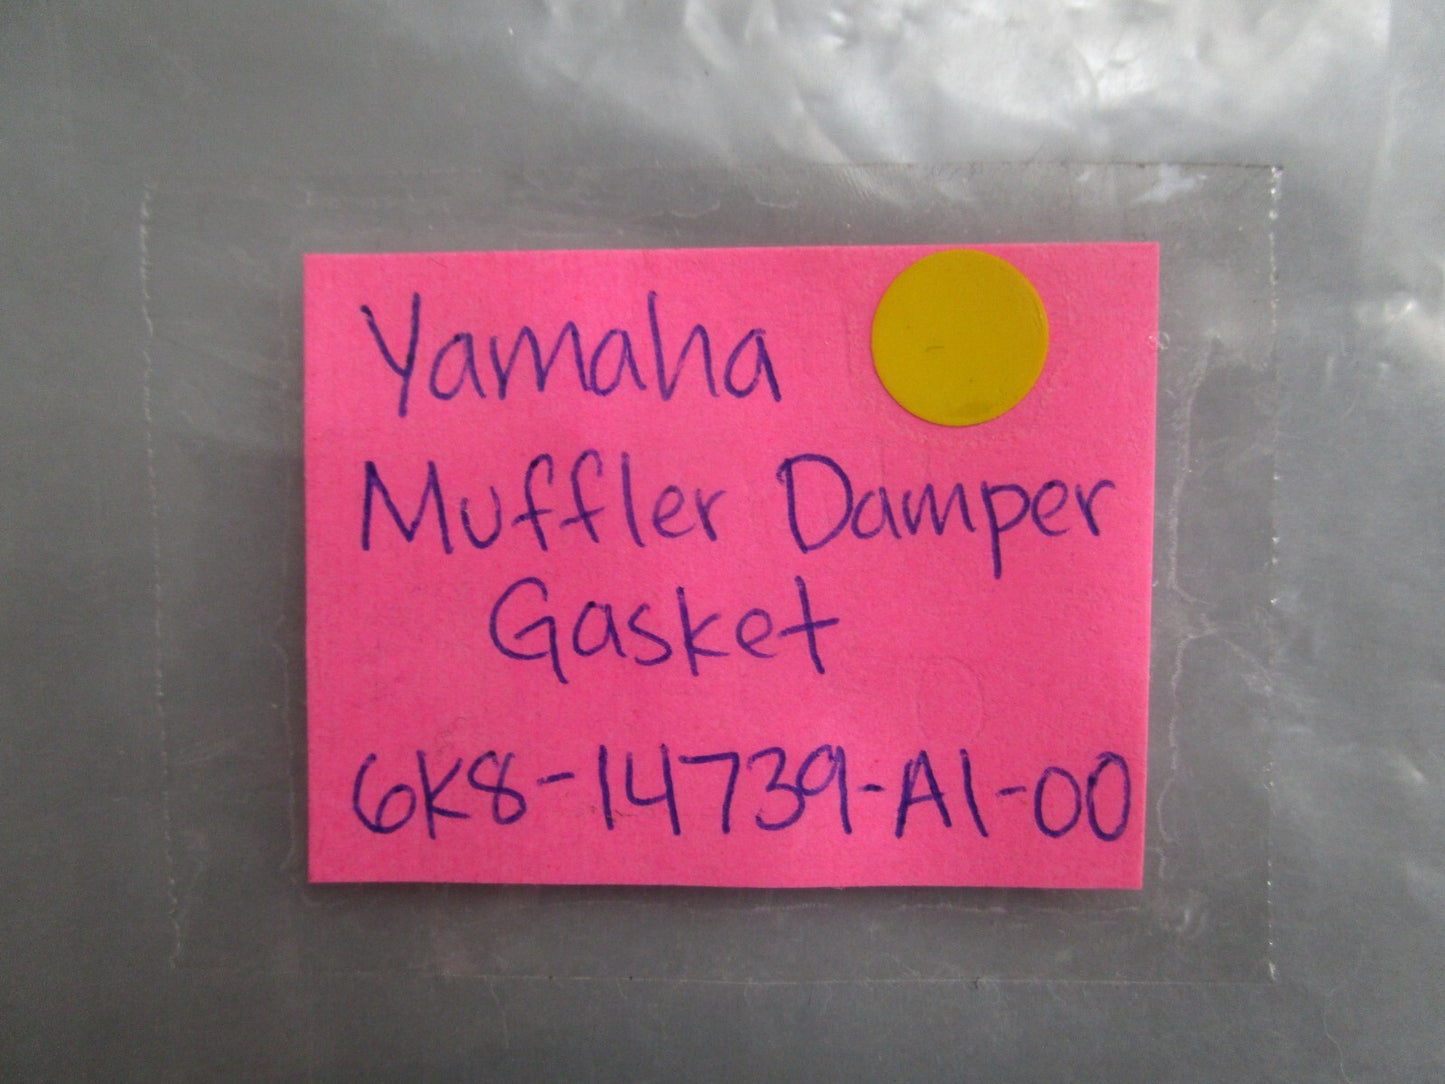 Yamaha
Muffler Damper
Gasket
6K8-14739-A1-00